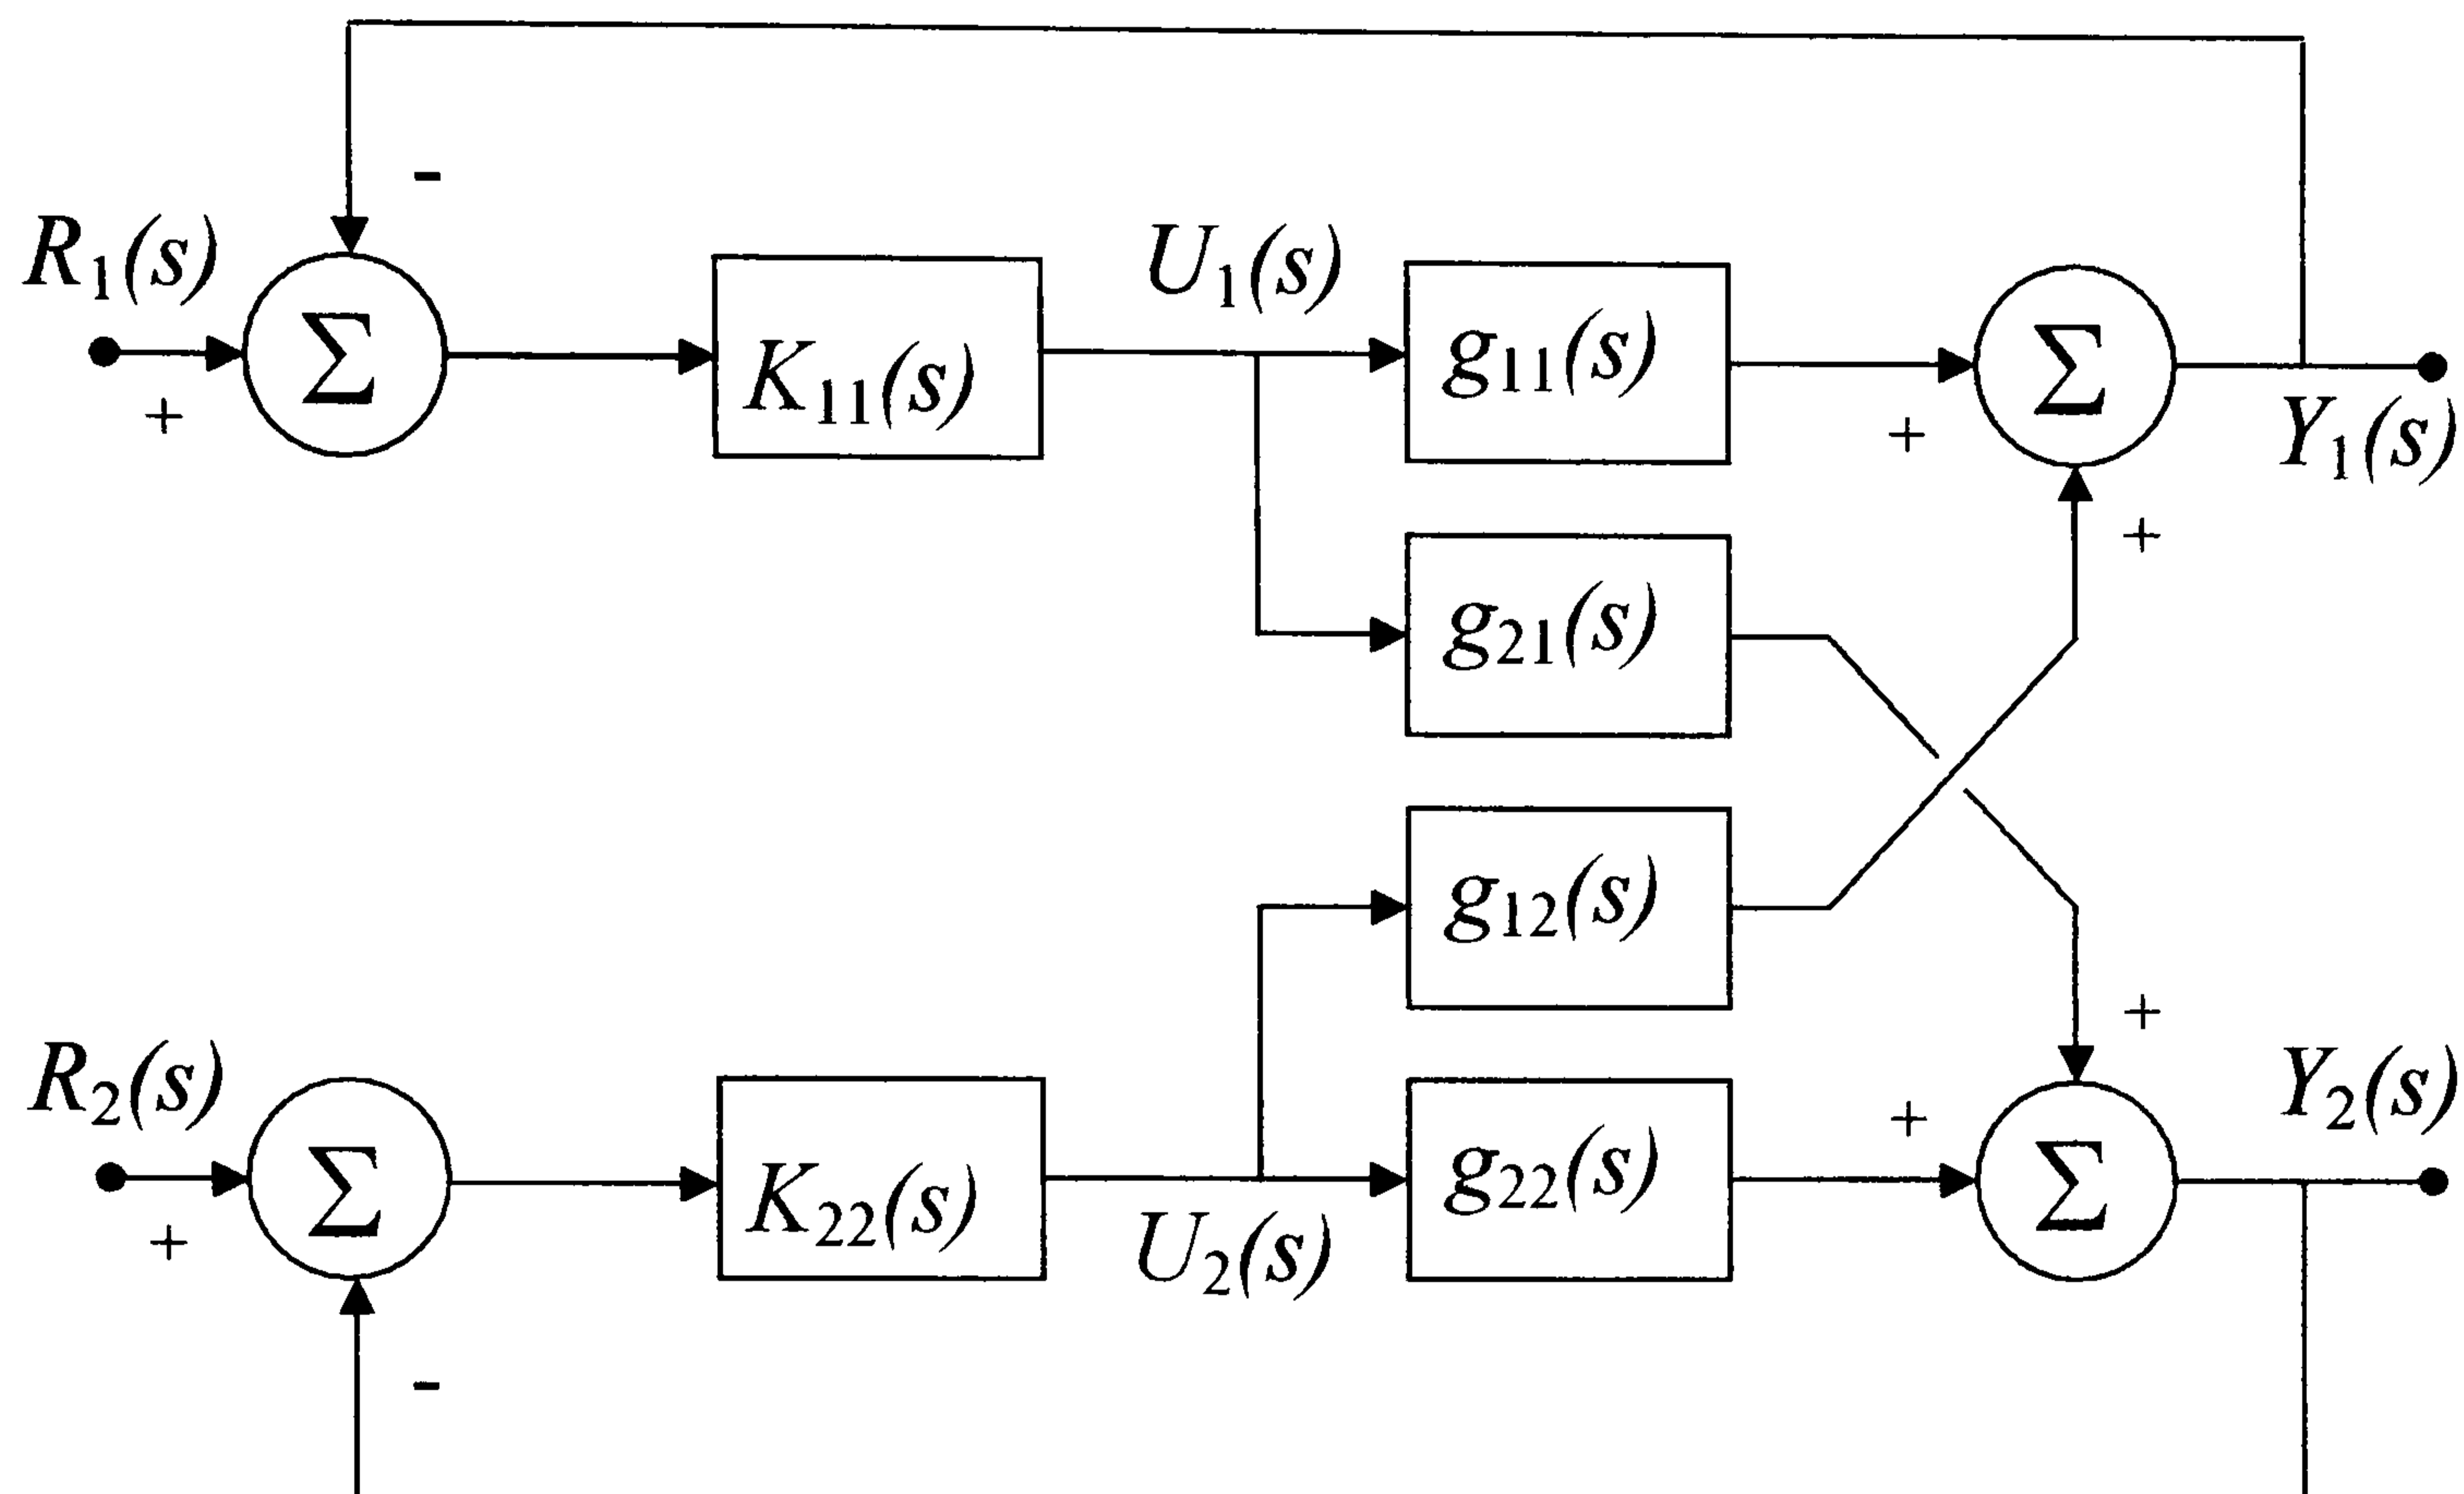 -
R₁(s)
U₁(s)
Σ
K₁₁(s)
g₁₁(s)
Σ
+
+
Y₁(s)
+
g₂₁(s)
g₁₂(s)
+
R₂(s)
+
Y₂(s)
Σ
K₂₂(s)
g₂₂(s)
Σ
+
U₂(s)
-